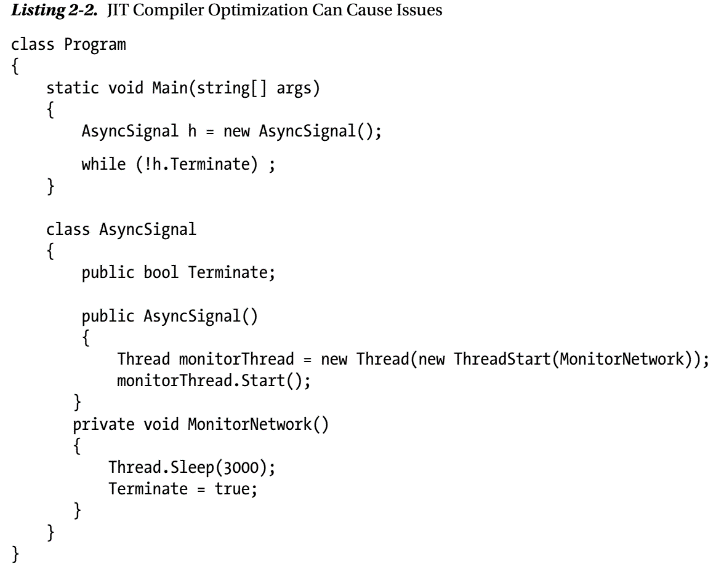 Listing 2-2. JIT Compiler Optimization Can Cause Issues
class Program
{
    static void Main(string[] args)
    {
        AsyncSignal h = new AsyncSignal();
        while (!h.Terminate) ;
    }

    class AsyncSignal
    {
        public bool Terminate;

        public AsyncSignal()
        {
            Thread monitorThread = new Thread(new ThreadStart(MonitorNetwork));
            monitorThread.Start();
       }
       private void MonitorNetwork()
       {
           Thread.Sleep(3000);
           Terminate = true;
       }
    }
}